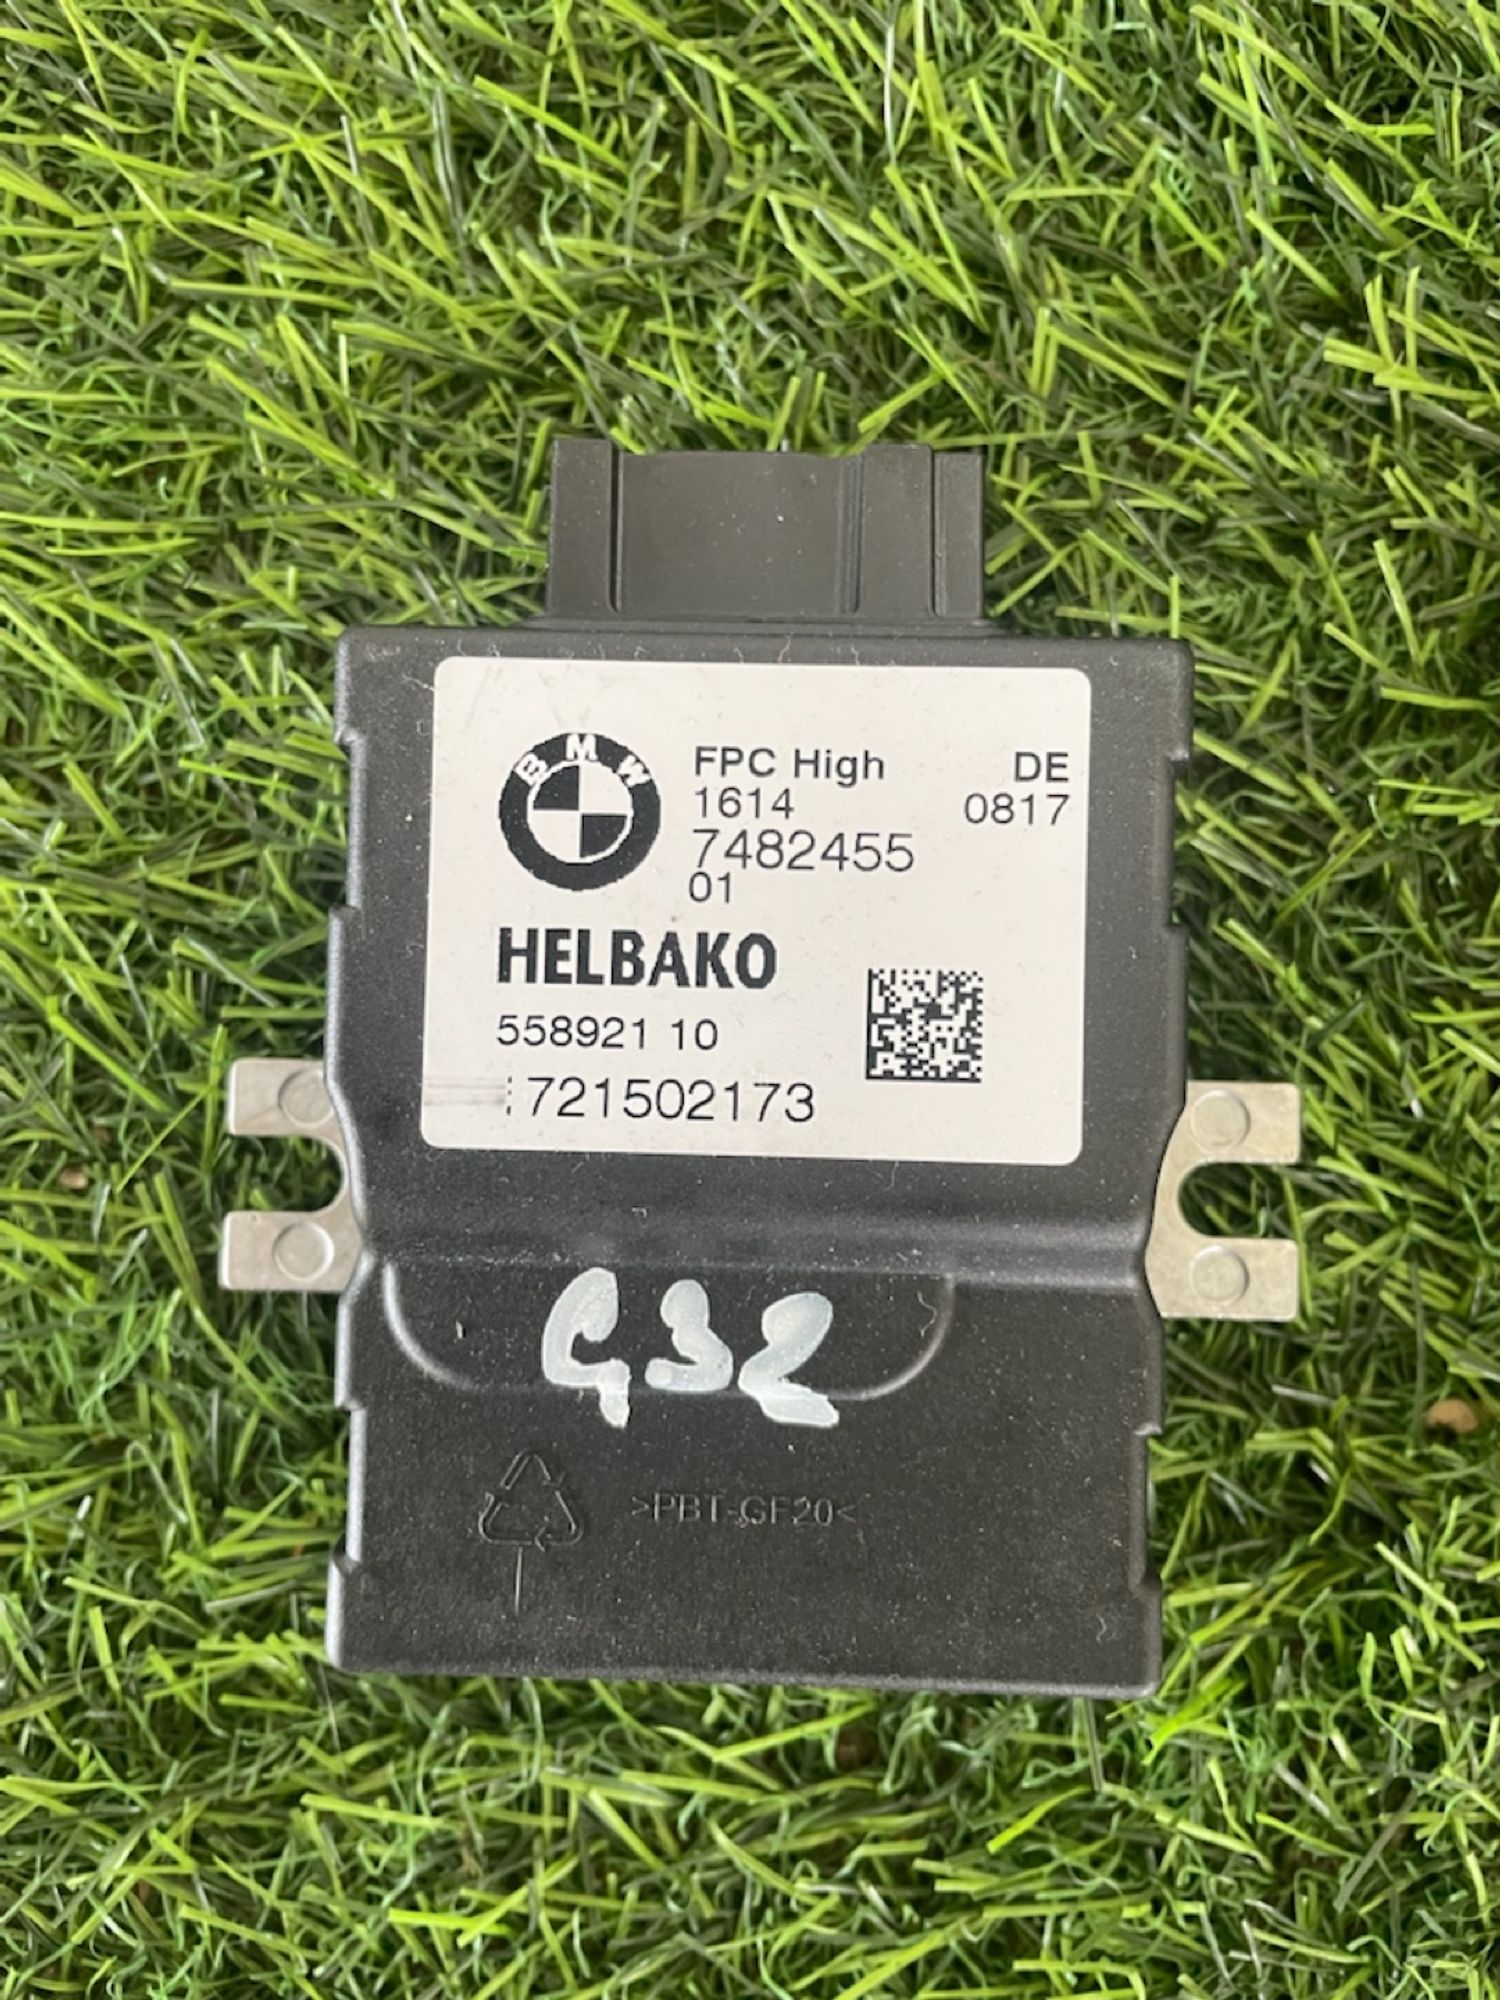 BMW
FPC High DE
1614 0817
7482455
01
HELBAKO
558921 10
721502173
G32
>PBT-GF20<